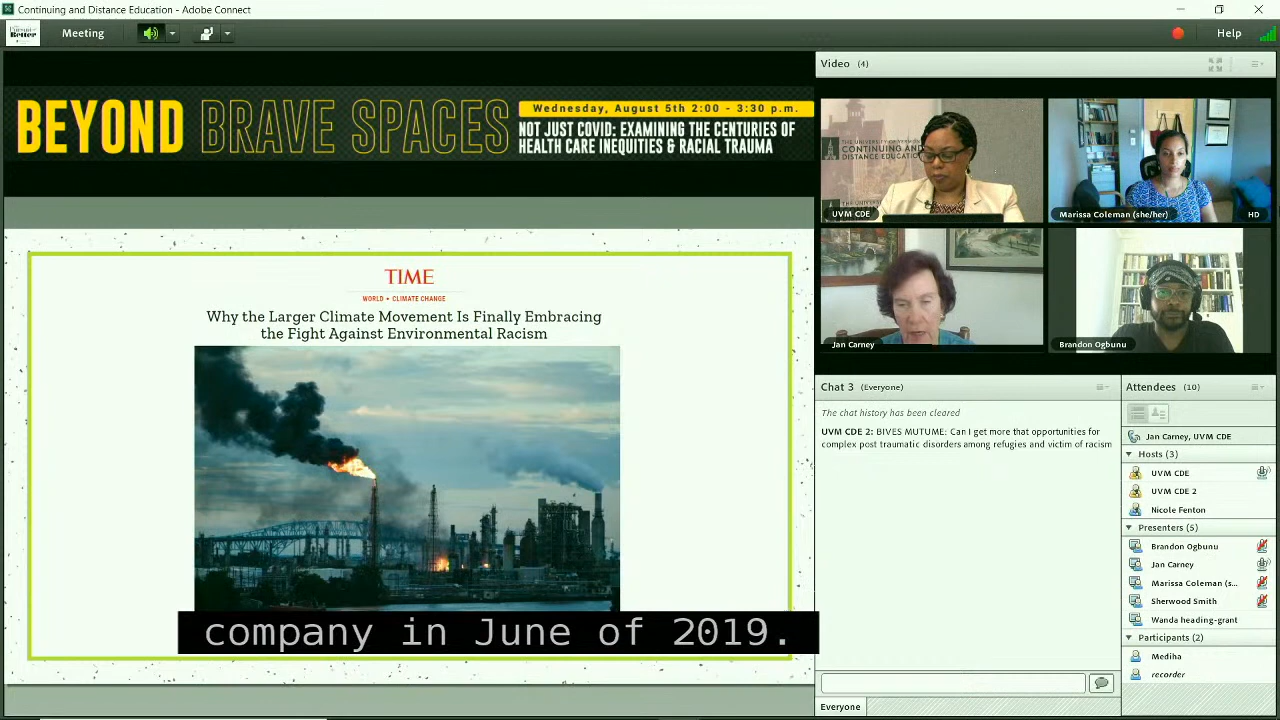 Continuing and Distance Education - Adobe Connect
Pursuit
Better
Meeting
Help
BEYOND BRAVE SPACES
Wednesday, August 5th 2:00 - 3:30 p.m.
NOT JUST COVID: EXAMINING THE CENTURIES OF
HEALTH CARE INEQUITIES & RACIAL TRAUMA
TIME
WORLD • CLIMATE CHANGE
Why the Larger Climate Movement Is Finally Embracing
the Fight Against Environmental Racism
company in June of 2019.
Video (4)
CONTINUING AND
DISTANCE EDUCATION
UVM CDE
Marissa Coleman (she/her)
HD
Jan Carney
Brandon Ogbunu
Chat 3 (Everyone)
The chat history has been cleared
UVM CDE 2: BIVES MUTUME: Can I get more that opportunities for
complex post traumatic disorders among refugies and victim of racism
Everyone
Attendees (10)
Jan Carney, UVM CDE
Hosts (3)
UVM CDE
UVM CDE 2
Nicole Fenton
Presenters (5)
Brandon Ogbunu
Jan Carney
Marissa Coleman (s...
Sherwood Smith
Wanda heading-grant
Participants (2)
Mediha
recorder